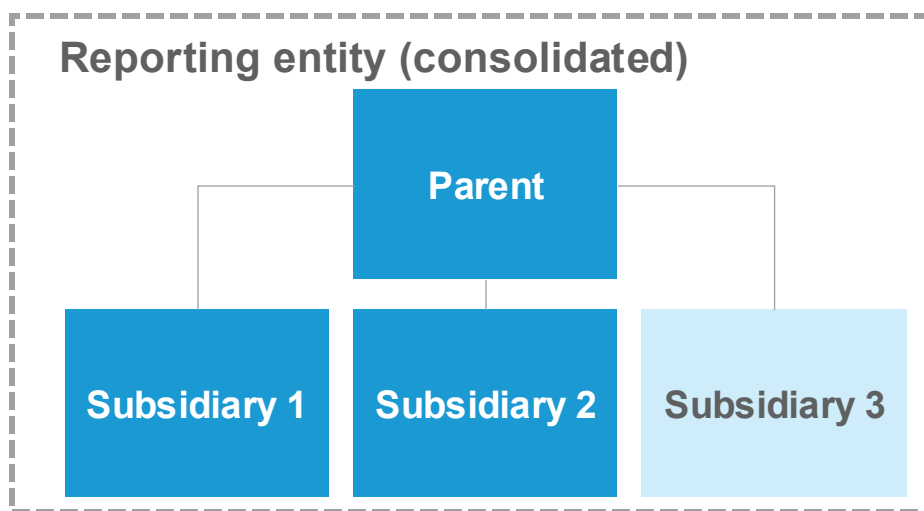 Reporting entity (consolidated)
Parent
Subsidiary 1
Subsidiary 2
Subsidiary 3